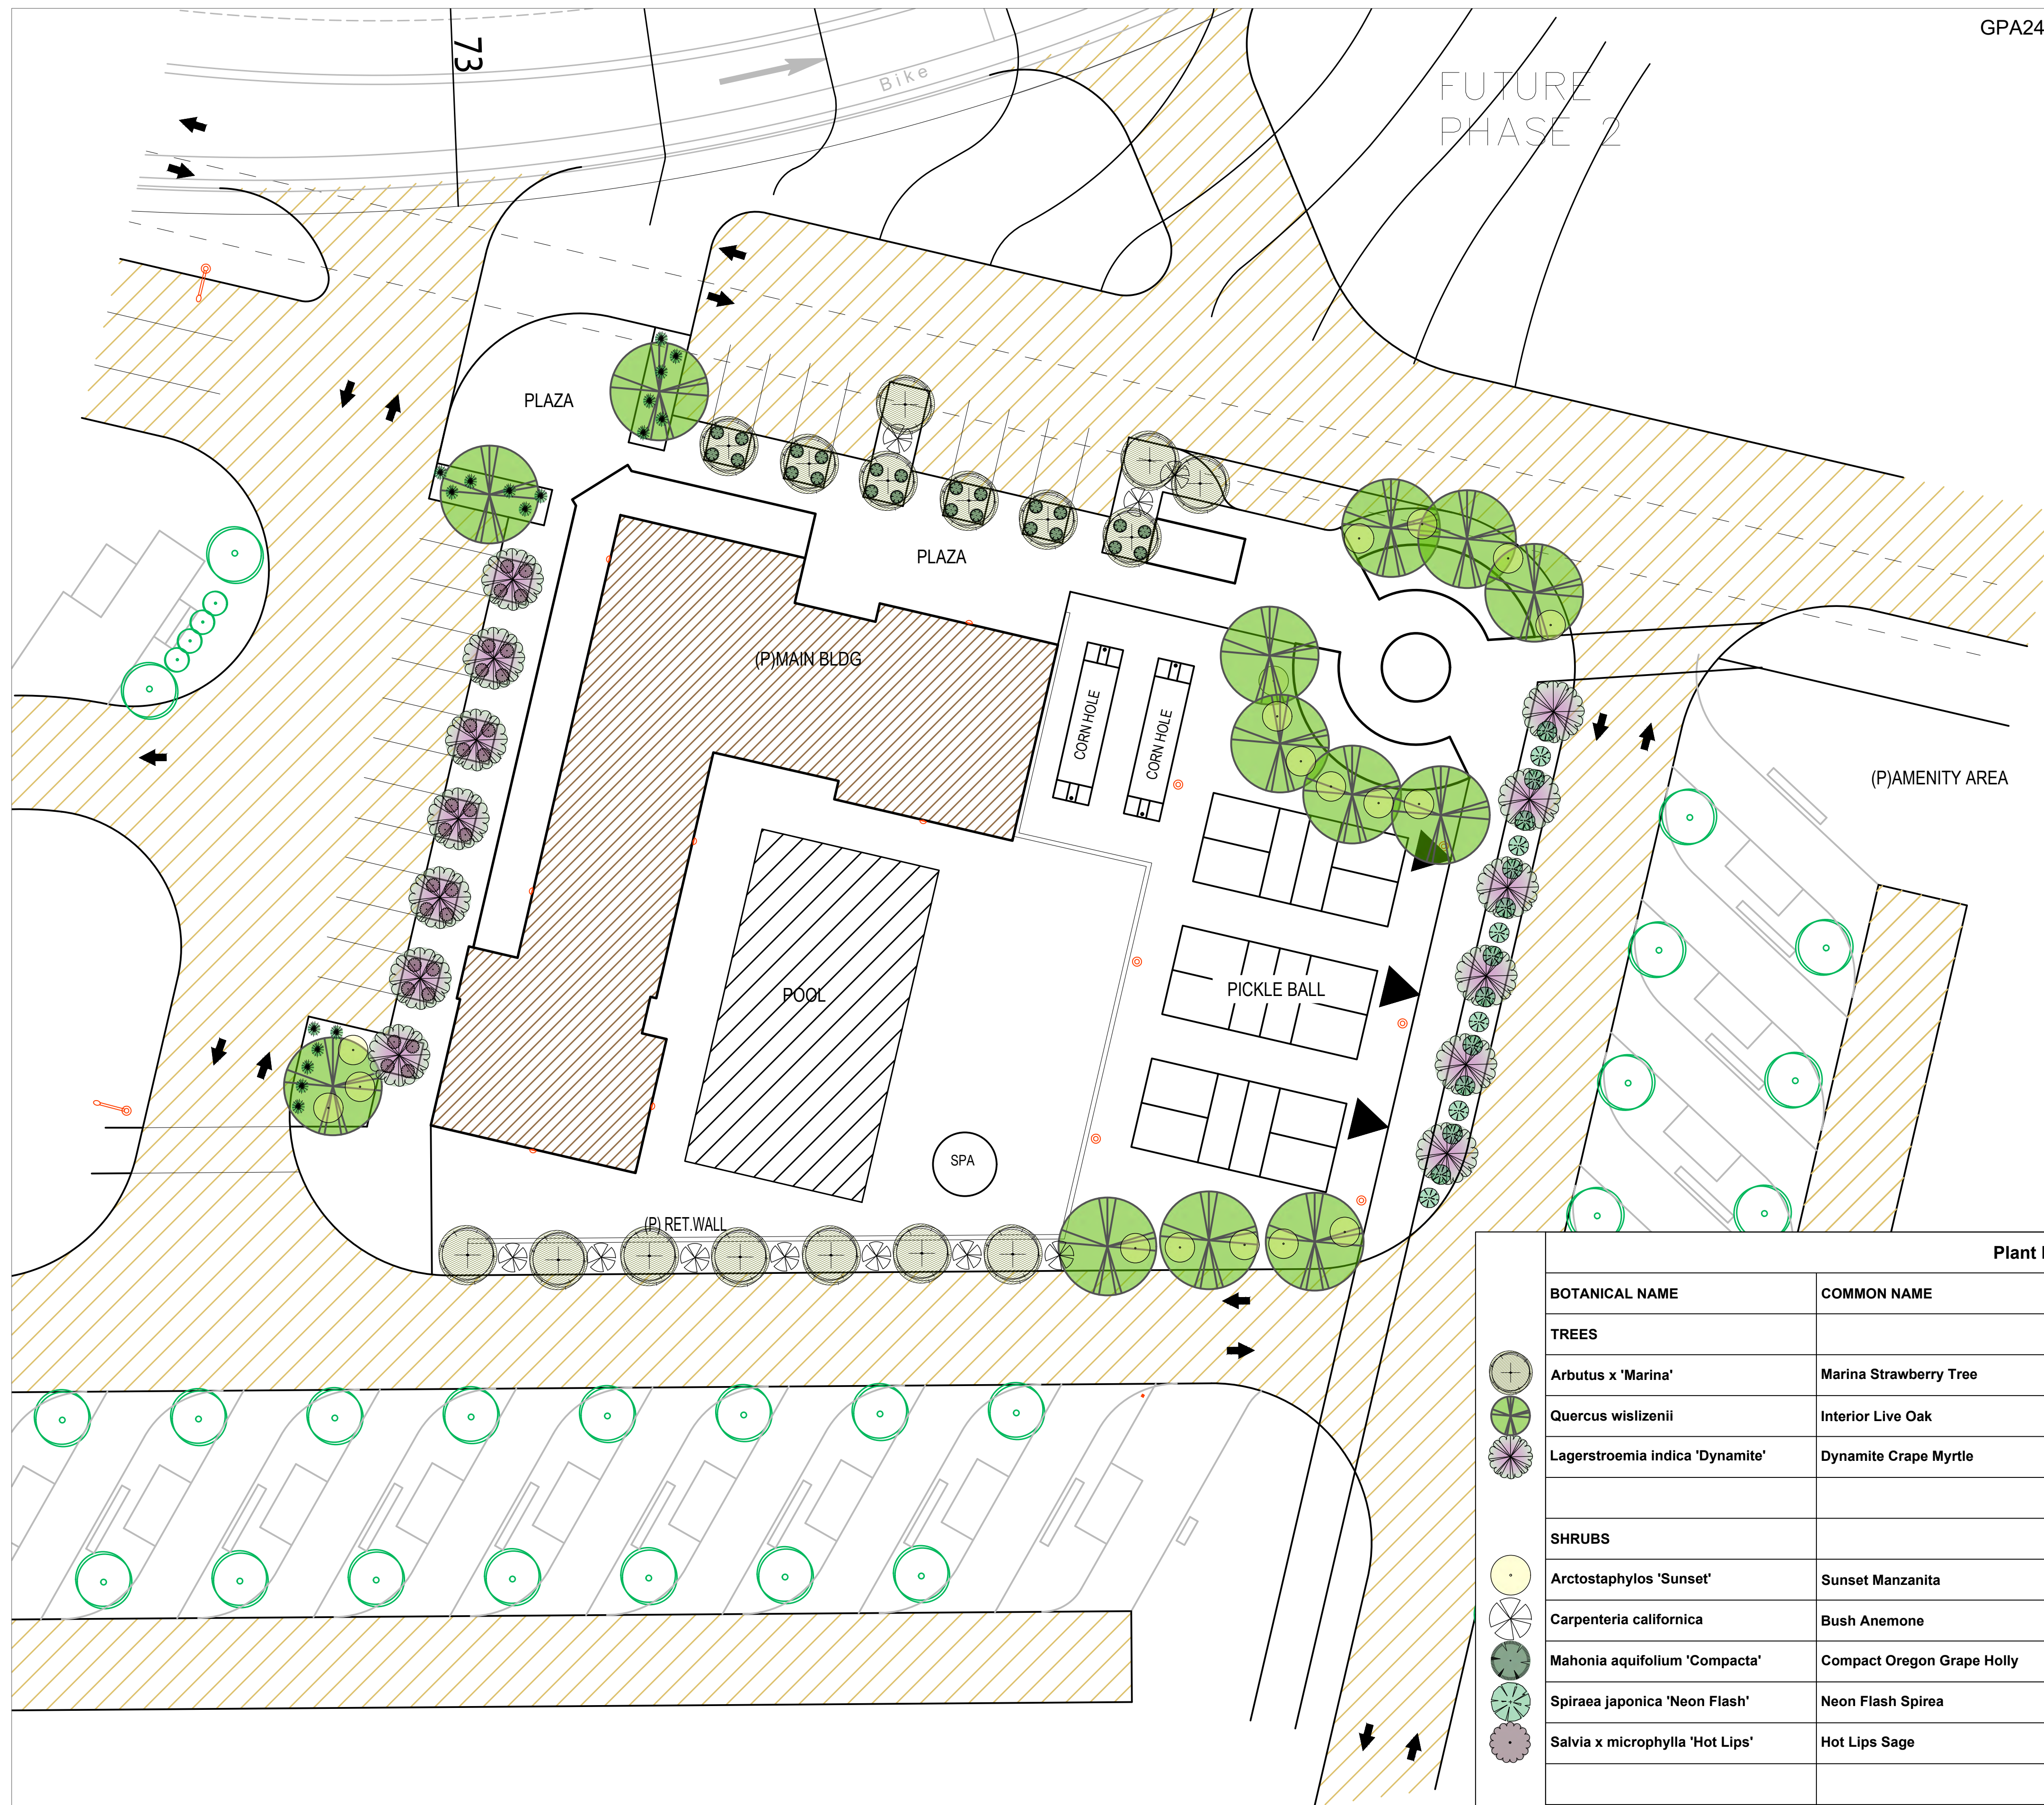 GPA24
73
Bike
FUTURE
PHASE 2
PLAZA
PLAZA
(P)MAIN BLDG
CORN HOLE
CORN HOLE
(P)AMENITY AREA
POOL
PICKLE BALL
SPA
(P) RET.WALL
Plant
BOTANICAL NAME COMMON NAME
TREES
Arbutus x 'Marina' Marina Strawberry Tree
Quercus wislizenii Interior Live Oak
Lagerstroemia indica 'Dynamite' Dynamite Crape Myrtle
SHRUBS
Arctostaphylos 'Sunset' Sunset Manzanita
Carpenteria californica Bush Anemone
Mahonia aquifolium 'Compacta' Compact Oregon Grape Holly
Spiraea japonica 'Neon Flash' Neon Flash Spirea
Salvia x microphylla 'Hot Lips' Hot Lips Sage